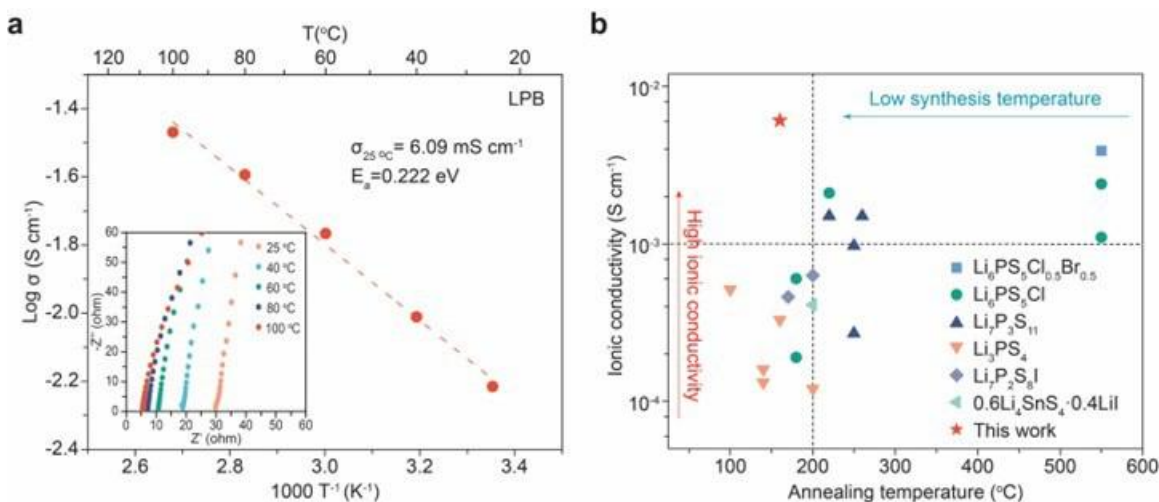 a
T(°C)
120 100 80 60 40 20
LPB
σ25 °C= 6.09 mS cm⁻¹
Ea=0.222 eV
Log σ (S cm⁻¹)
-1.4
-1.6
-1.8
-2.0
-2.2
-2.4
2.6 2.8 3.0 3.2 3.4
1000 T⁻¹ (K⁻¹)
-Z'' (ohm)
60
50
40
30
20
10
0
0 10 20 30 40 50 60
Z' (ohm)
25 °C
40 °C
60 °C
80 °C
100 °C
b
Ionic conductivity (S cm⁻¹)
10⁻²
10⁻³
10⁻⁴
Low synthesis temperature
High ionic conductivity
Li₆PS₅Cl₀.₅Br₀.₅
Li₆PS₅Cl
Li₇P₃S₁₁
Li₃PS₄
Li₇P₂S₈I
0.6Li₄SnS₄·0.4LiI
This work
100 200 300 400 500 600
Annealing temperature (°C)